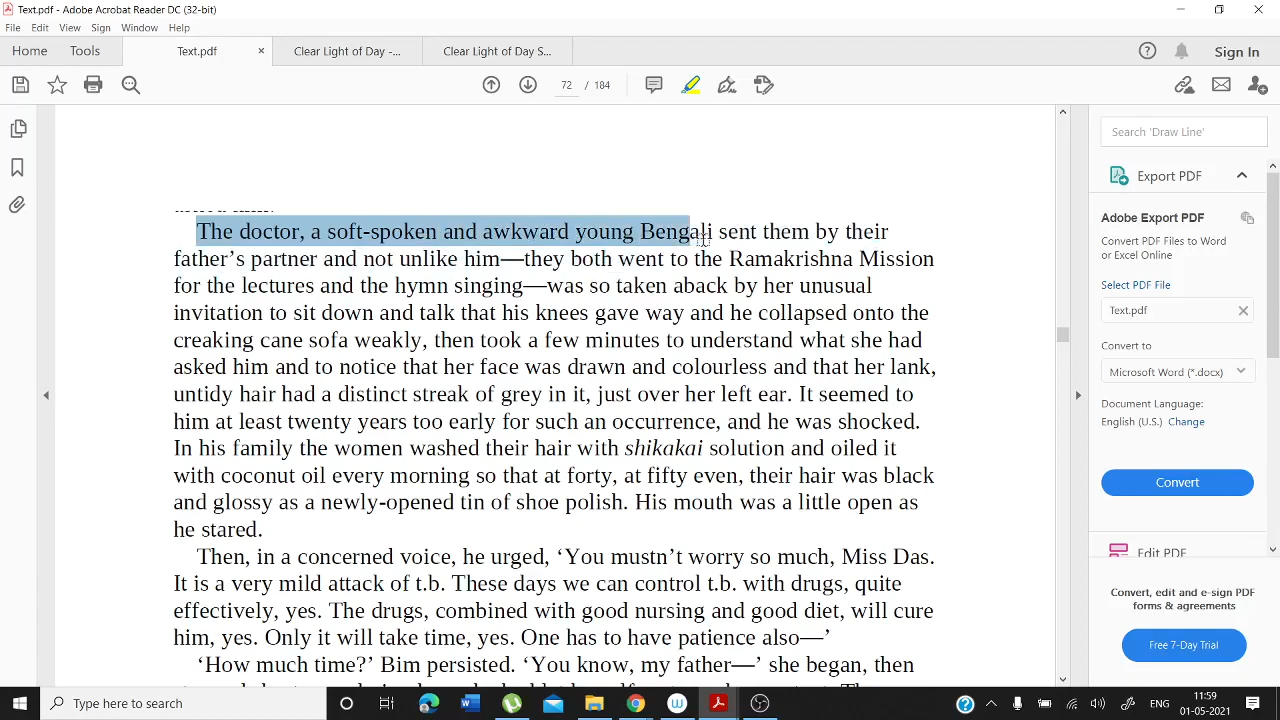 Text.pdf - Adobe Acrobat Reader DC (32-bit)
File Edit View Sign Window Help
Home Tools Text.pdf × Clear Light of Day -... Clear Light of Day S... Sign In
72 / 184
The doctor, a soft-spoken and awkward young Bengali sent them by their
father’s partner and not unlike him—they both went to the Ramakrishna Mission
for the lectures and the hymn singing—was so taken aback by her unusual
invitation to sit down and talk that his knees gave way and he collapsed onto the
creaking cane sofa weakly, then took a few minutes to understand what she had
asked him and to notice that her face was drawn and colourless and that her lank,
untidy hair had a distinct streak of grey in it, just over her left ear. It seemed to
him at least twenty years too early for such an occurrence, and he was shocked.
In his family the women washed their hair with shikakai solution and oiled it
with coconut oil every morning so that at forty, at fifty even, their hair was black
and glossy as a newly-opened tin of shoe polish. His mouth was a little open as
he stared.
Then, in a concerned voice, he urged, ‘You mustn’t worry so much, Miss Das.
It is a very mild attack of t.b. These days we can control t.b. with drugs, quite
effectively, yes. The drugs, combined with good nursing and good diet, will cure
him, yes. Only it will take time, yes. One has to have patience also—’
‘How much time?’ Bim persisted. ‘You know, my father—’ she began, then
Search 'Draw Line'
Export PDF
Adobe Export PDF
Convert PDF Files to Word
or Excel Online
Select PDF File
Text.pdf
Convert to
Microsoft Word (*.docx)
Document Language:
English (U.S.) Change
Convert
Edit PDF
Convert, edit and e-sign PDF
forms & agreements
Free 7-Day Trial
Type here to search
ENG
11:59
01-05-2021